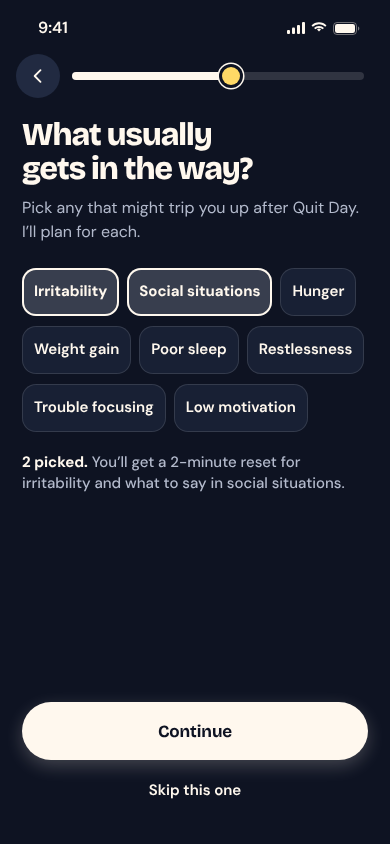 9:41
What usually
gets in the way?
Pick any that might trip you up after Quit Day.
I’ll plan for each.
Irritability Social situations Hunger
Weight gain Poor sleep Restlessness
Trouble focusing Low motivation
2 picked. You’ll get a 2-minute reset for
irritability and what to say in social situations.
Continue
Skip this one